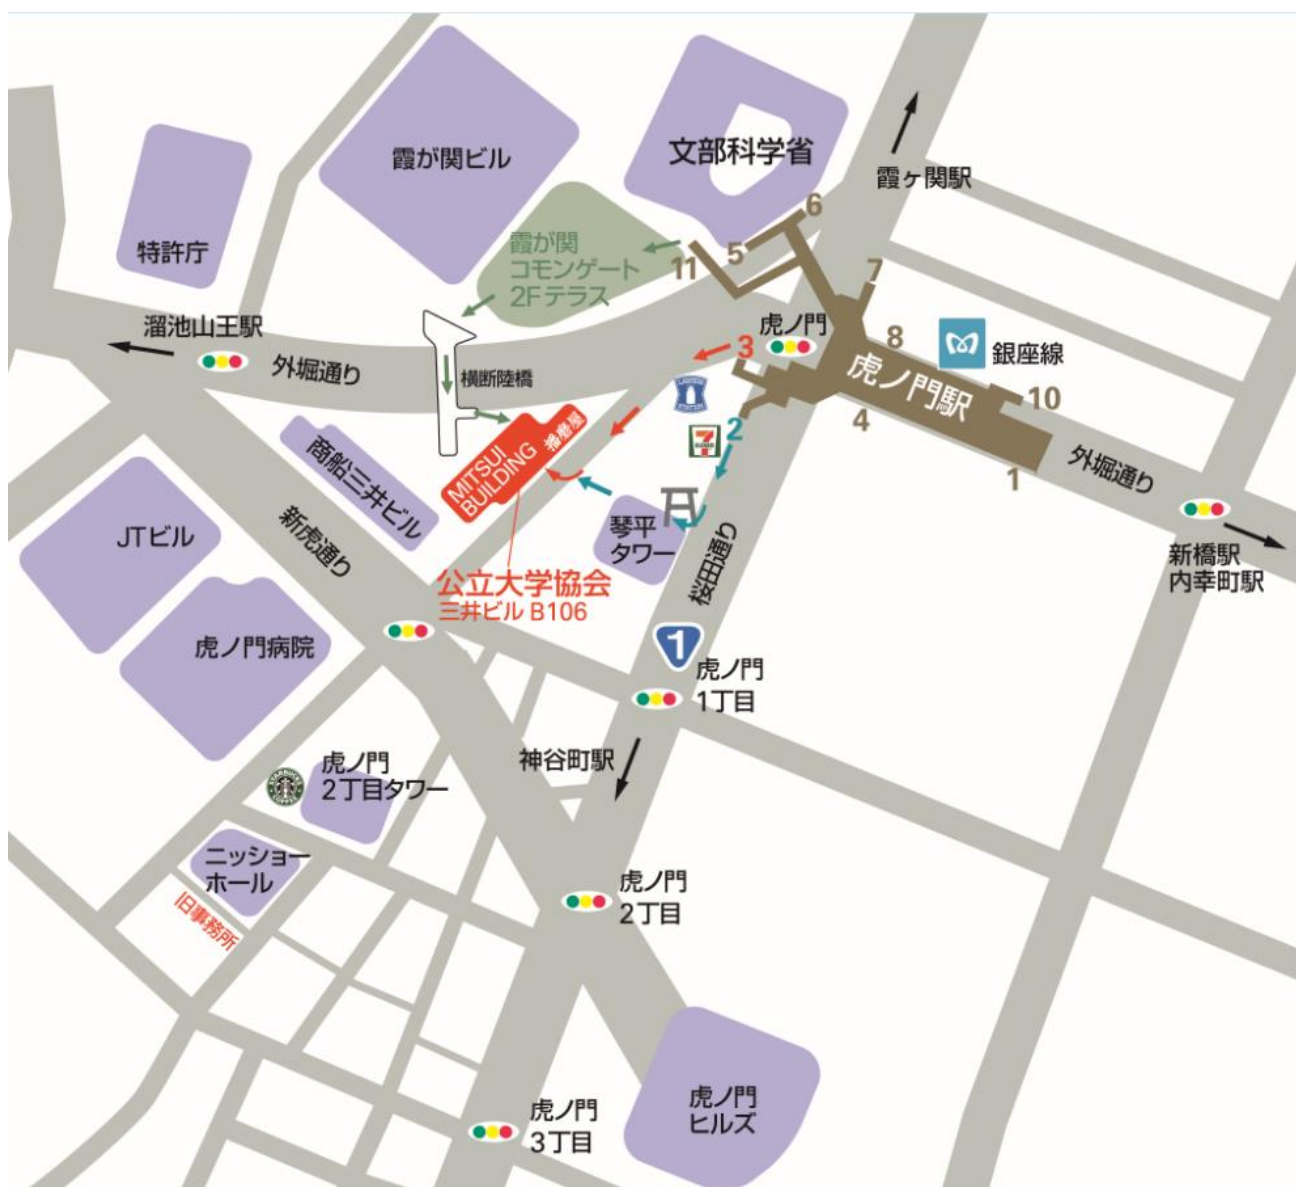 文部科学省
霞が関ビル
霞ヶ関駅
特許庁
6
5
11
霞が関
コモンゲート
2Fテラス
7
溜池山王駅
外堀通り
横断陸橋
虎ノ門
3
8
銀座線
虎ノ門駅
10
4
1
2
7
外堀通り
MITSUI
BUILDING
播磨屋
商船三井ビル
JTビル
新虎通り
琴平
タワー
桜田通り
新橋駅
内幸町駅
公立大学協会
三井ビル B106
虎ノ門病院
1
虎ノ門
1丁目
神谷町駅
虎ノ門
2丁目タワー
STARBUCKS
COFFEE
ニッショー
ホール
旧事務所
虎ノ門
2丁目
虎ノ門
ヒルズ
虎ノ門
3丁目